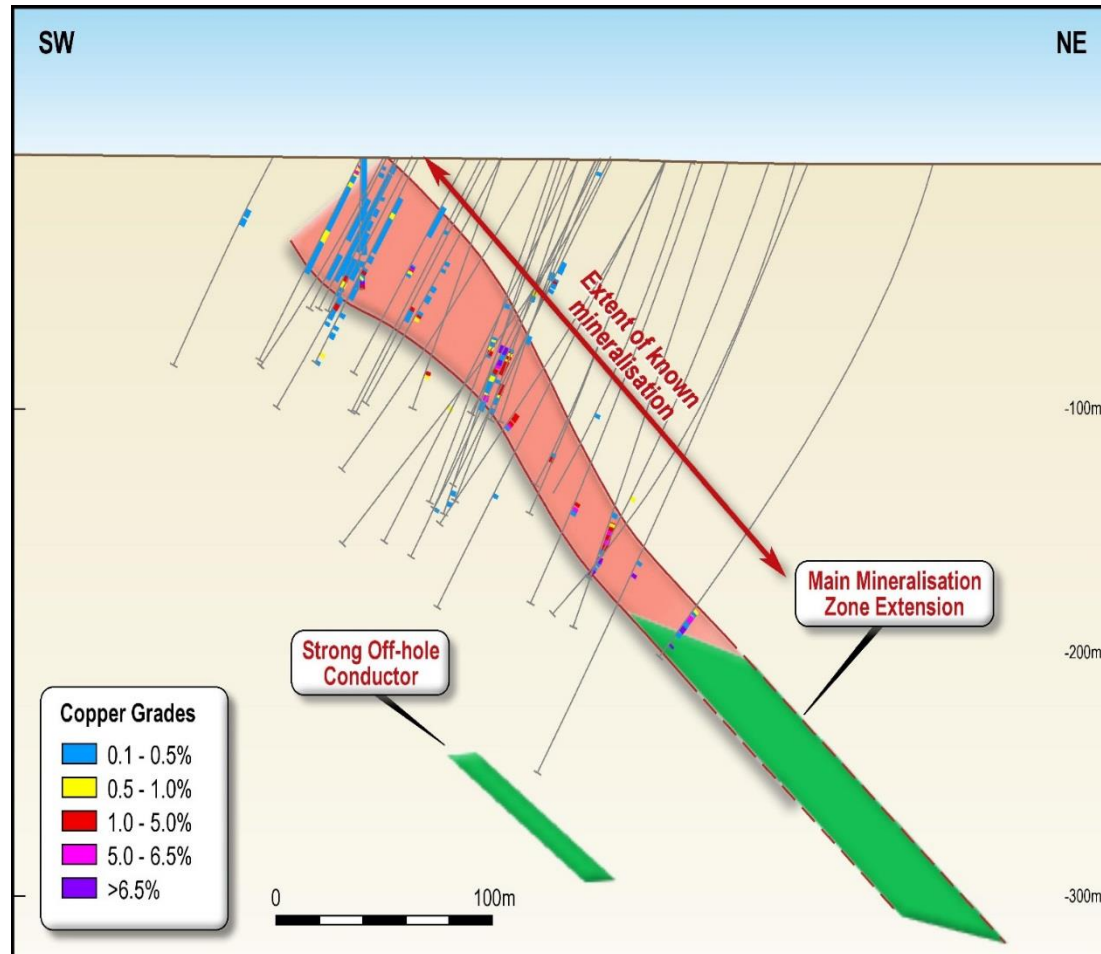 SW
NE
Extent of known
mineralisation
-100m
Main Mineralisation
Zone Extension
-200m
Strong Off-hole
Conductor
Copper Grades
0.1 - 0.5%
0.5 - 1.0%
1.0 - 5.0%
5.0 - 6.5%
>6.5%
0
100m
-300m